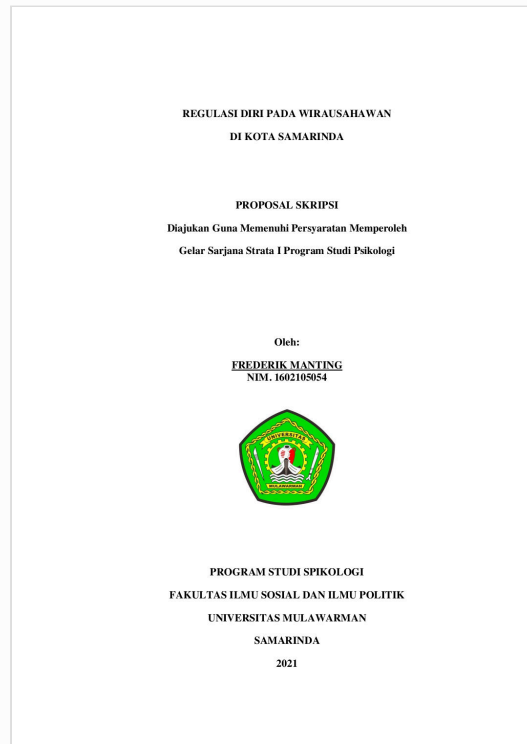 REGULASI DIRI PADA WIRAUSAHAWAN
DI KOTA SAMARINDA
PROPOSAL SKRIPSI
Diajukan Guna Memenuhi Persyaratan Memperoleh
Gelar Sarjana Strata I Program Studi Psikologi
Oleh:
FREDERIK MANTING
NIM. 1602105054
UNIVERSITAS
MULAWARMAN
PROGRAM STUDI SPIKOLOGI
FAKULTAS ILMU SOSIAL DAN ILMU POLITIK
UNIVERSITAS MULAWARMAN
SAMARINDA
2021